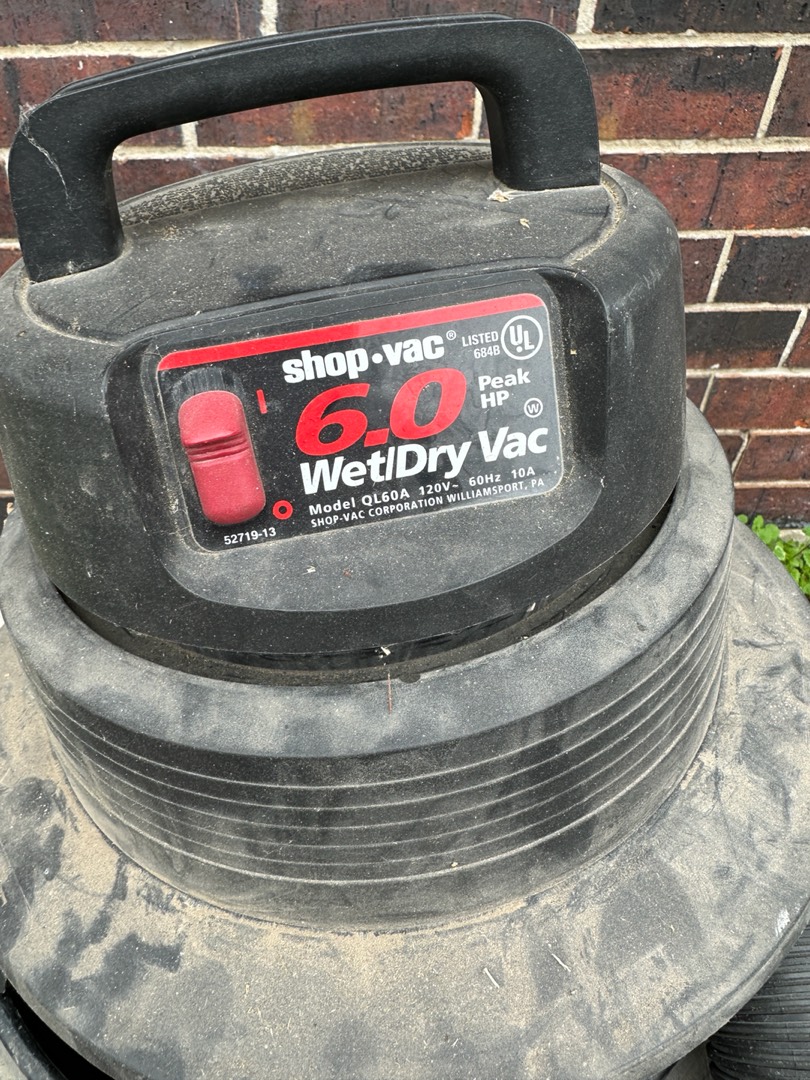 shop•vac®
LISTED
684B
UL
6.0
Peak
HP
W
Wet/Dry Vac
Model QL60A 120V~ 60Hz 10A
SHOP-VAC CORPORATION WILLIAMSPORT, PA
52719-13